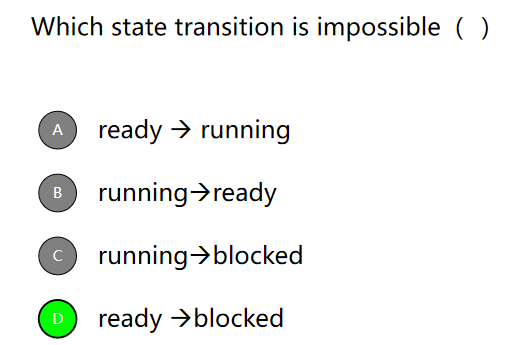 Which state transition is impossible ( )
A ready → running
B running→ready
C running→blocked
D ready →blocked